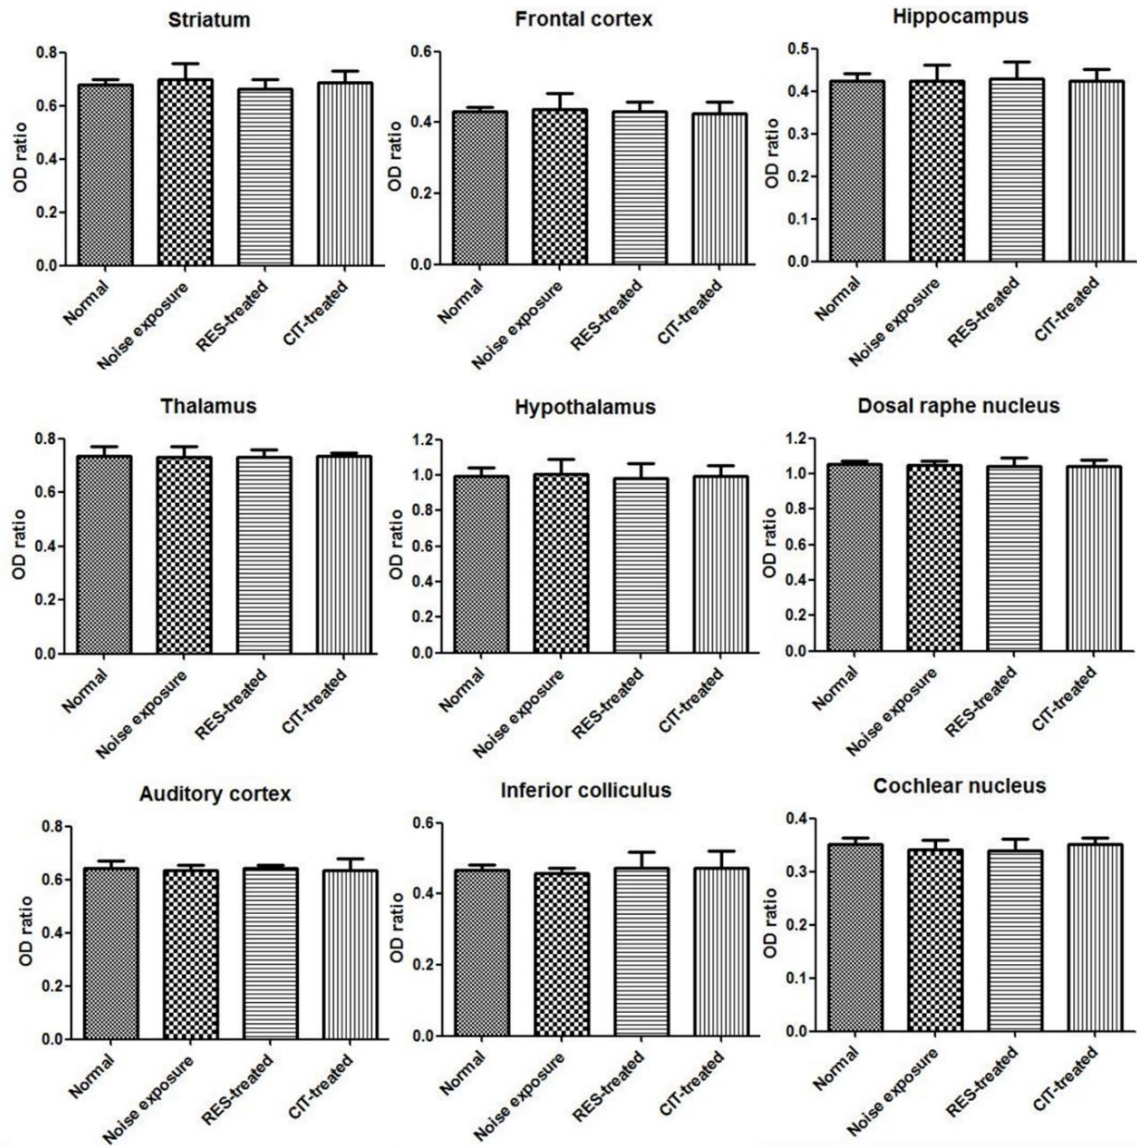 Striatum
OD ratio
0.8
0.6
0.4
0.2
0.0
Normal
Noise exposure
RES-treated
CIT-treated
Frontal cortex
OD ratio
0.6
0.4
0.2
0.0
Normal
Noise exposure
RES-treated
CIT-treated
Hippocampus
OD ratio
0.5
0.4
0.3
0.2
0.1
0.0
Normal
Noise exposure
RES-treated
CIT-treated
Thalamus
OD ratio
0.8
0.6
0.4
0.2
0.0
Normal
Noise exposure
RES-treated
CIT-treated
Hypothalamus
OD ratio
1.2
1.0
0.8
0.6
0.4
0.2
0.0
Normal
Noise exposure
RES-treated
CIT-treated
Dosal raphe nucleus
OD ratio
1.2
1.0
0.8
0.6
0.4
0.2
0.0
Normal
Noise exposure
RES-treated
CIT-treated
Auditory cortex
OD ratio
0.8
0.6
0.4
0.2
0.0
Normal
Noise exposure
RES-treated
CIT-treated
Inferior colliculus
OD ratio
0.6
0.4
0.2
0.0
Normal
Noise exposure
RES-treated
CIT-treated
Cochlear nucleus
OD ratio
0.4
0.3
0.2
0.1
0.0
Normal
Noise exposure
RES-treated
CIT-treated